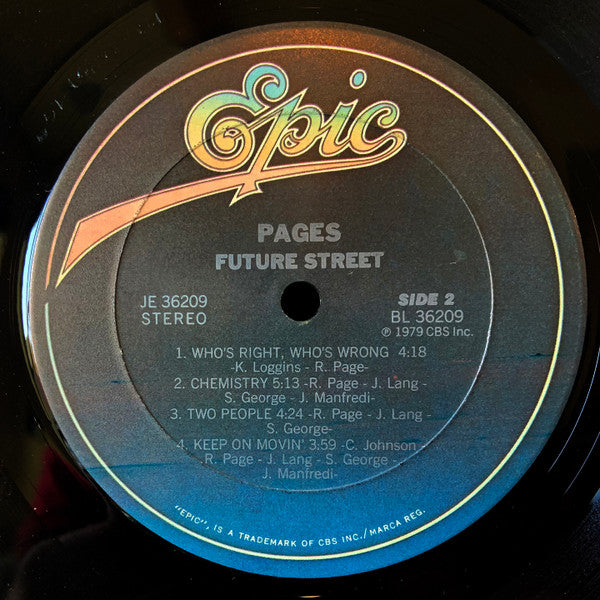 Epic
PAGES
FUTURE STREET
JE 36209
STEREO
SIDE 2
BL 36209
℗ 1979 CBS Inc.
1. WHO'S RIGHT, WHO'S WRONG 4:18
-K. Loggins - R. Page-
2. CHEMISTRY 5:13 -R. Page - J. Lang -
S. George - J. Manfredi-
3. TWO PEOPLE 4:24 -R. Page - J. Lang -
S. George-
4. KEEP ON MOVIN' 3:59 -C. Johnson -
R. Page - J. Lang - S. George -
J. Manfredi-
"EPIC", IS A TRADEMARK OF CBS INC./MARCA REG.